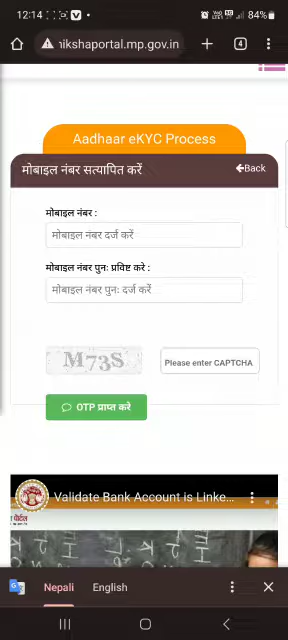 12:14
84%
nikshaportal.mp.gov.in
4
Aadhaar eKYC Process
मोबाइल नंबर सत्यापित करें
Back
मोबाइल नंबर :
मोबाइल नंबर दर्ज करें
मोबाइल नंबर पुनः प्रविष्ट करे :
मोबाइल नंबर पुनः दर्ज करें
M73S
Please enter CAPTCHA
OTP प्राप्त करे
Validate Bank Account is Linke...
Nepali
English